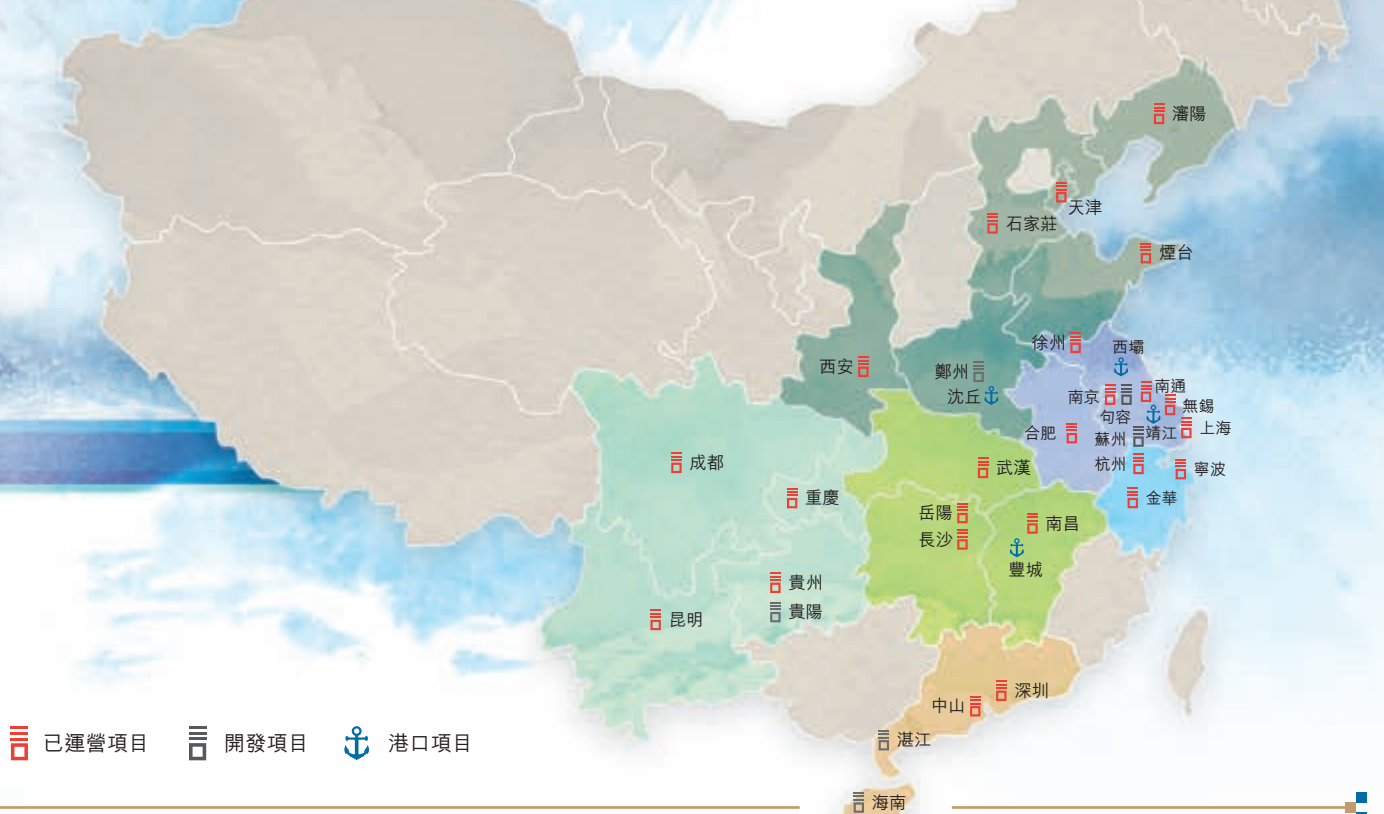 瀋陽
天津
石家莊
煙台
徐州
西壩
西安
鄭州
沈丘
南京
南通
句容
無錫
合肥
蘇州
靖江
上海
成都
武漢
杭州
寧波
重慶
金華
岳陽
南昌
長沙
豐城
貴州
貴陽
昆明
深圳
中山
湛江
已運營項目
開發項目
港口項目
海南